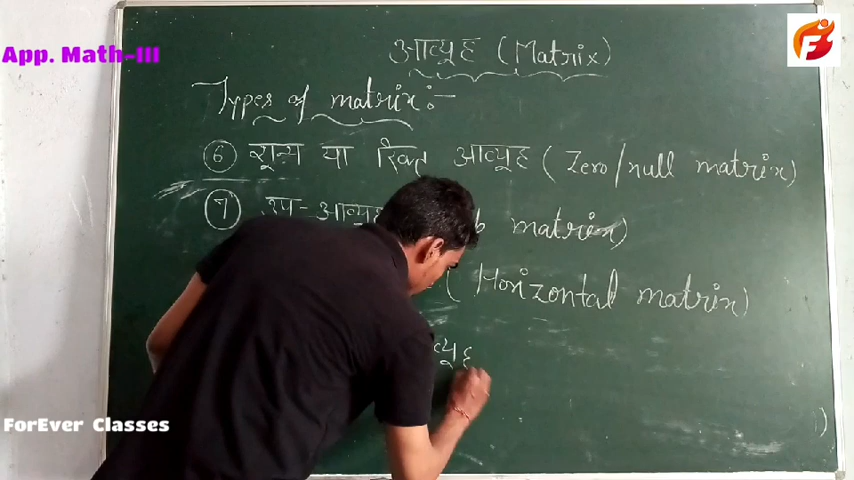 App. Math-III
आव्यूह (Matrix)
Types of matrix :-
⑥ शून्य या रिक्त आव्यूह (Zero/null matrix)
⑦ उप-आव्यूह matrix)
(Horizontal matrix)
ForEver Classes